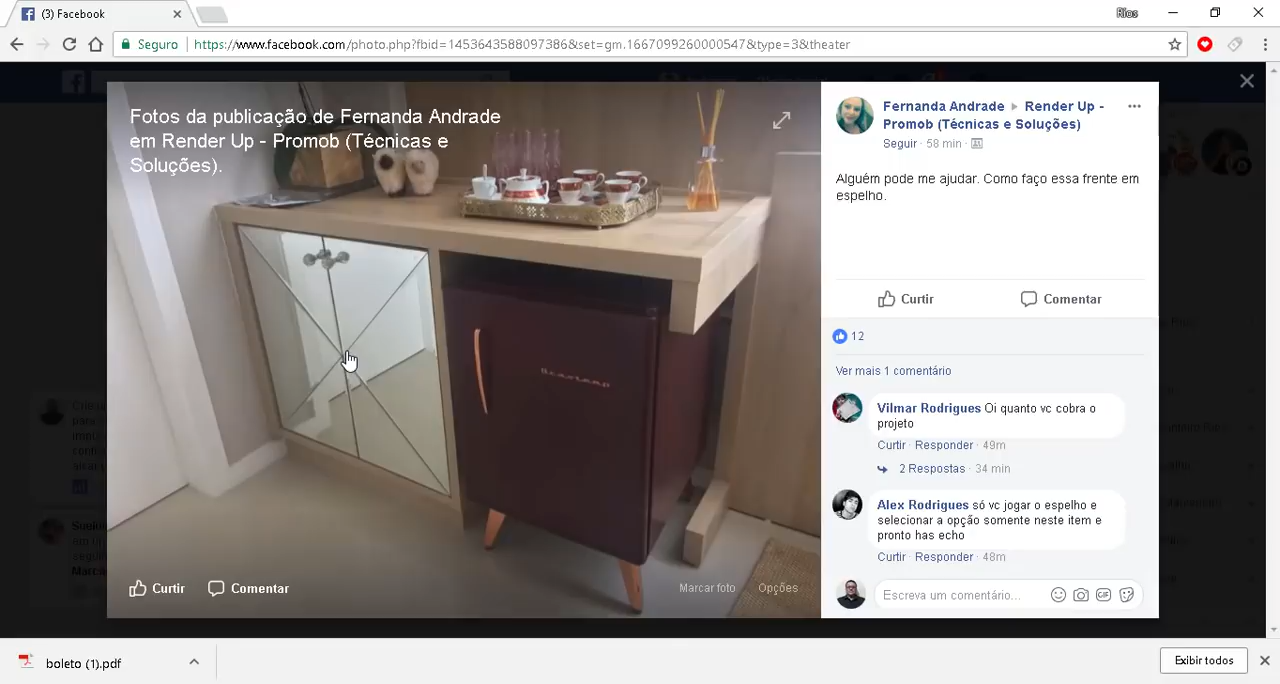 (3) Facebook
Rios
Seguro
https://www.facebook.com/photo.php?fbid=1453643598097386&set=gm.1667099260000547&type=3&theater
Fotos da publicação de Fernanda Andrade
em Render Up - Promob (Técnicas e
Soluções).
Curtir
Comentar
Marcar foto
Opções
Fernanda Andrade
Render Up -
Promob (Técnicas e Soluções)
Seguir · 58 min ·
Alguém pode me ajudar. Como faço essa frente em
espelho.
Curtir
Comentar
12
Ver mais 1 comentário
Vilmar Rodrigues Oi quanto vc cobra o
projeto
Curtir · Responder · 49m
2 Respostas · 34 min
Alex Rodrigues só vc jogar o espelho e
selecionar a opção somente neste item e
pronto has echo
Curtir · Responder · 48m
Escreva um comentário...
GIF
boleto (1).pdf
Exibir todos